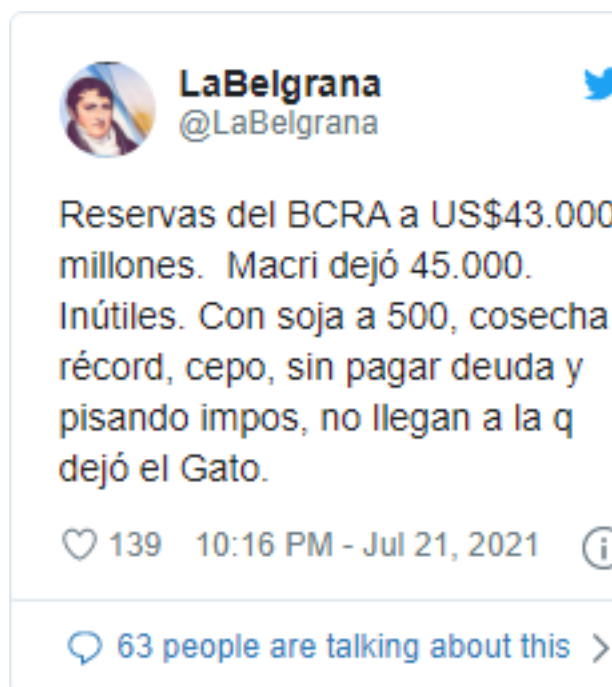 LaBelgrana
@LaBelgrana
Reservas del BCRA a US$43.000
millones.  Macri dejó 45.000.
Inútiles. Con soja a 500, cosecha
récord, cepo, sin pagar deuda y
pisando impos, no llegan a la q
dejó el Gato.
139 10:16 PM - Jul 21, 2021
63 people are talking about this